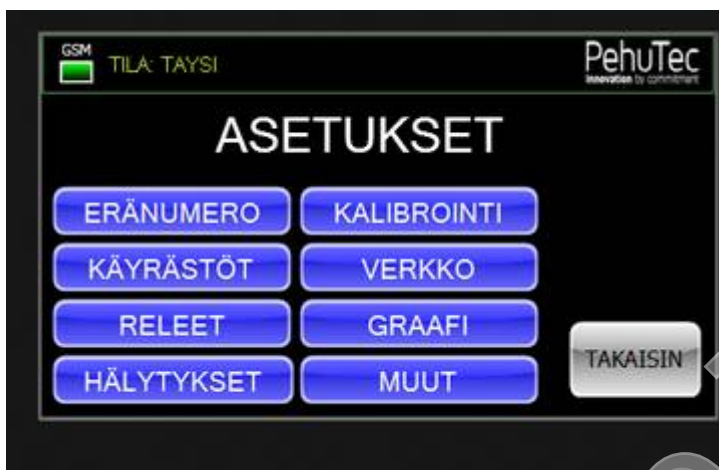 GSM
TILA: TAYSI
PehuTec
innovation by commitment
ASETUKSET
ERÄNUMERO
KALIBROINTI
KÄYRÄSTÖT
VERKKO
RELEET
GRAAFI
HÄLYTYKSET
MUUT
TAKAISIN